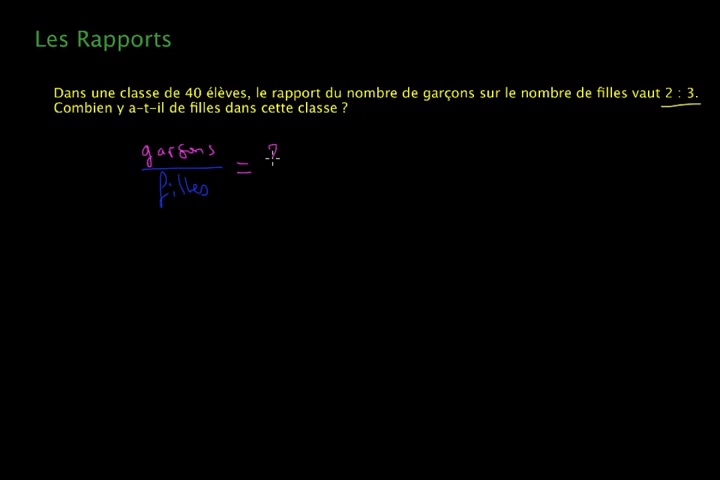 Les Rapports
Dans une classe de 40 élèves, le rapport du nombre de garçons sur le nombre de filles vaut 2 : 3.
Combien y a-t-il de filles dans cette classe ?
garçons
filles
=